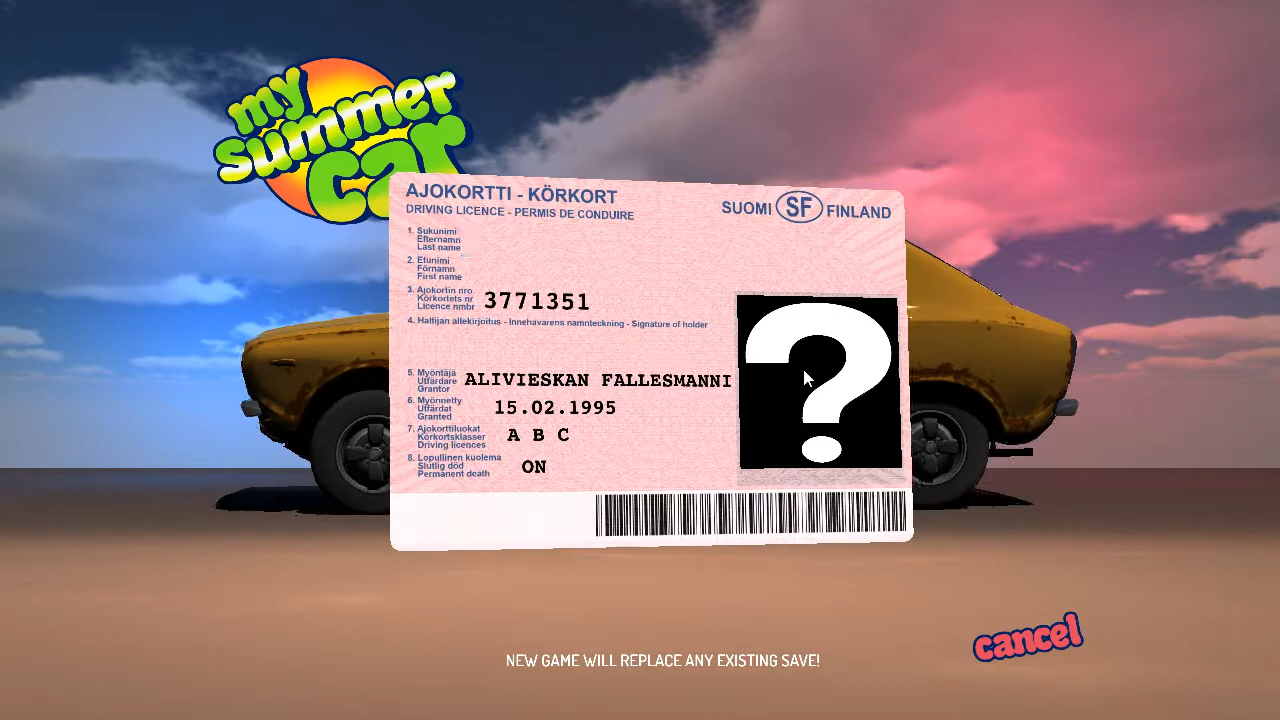 my
summer
car
AJOKORTTI - KÖRKORT
DRIVING LICENCE - PERMIS DE CONDUIRE
SUOMI SF FINLAND
1. Sukunimi
Efternamn
Last name
2. Etunimi
Förnamn
First name
3. Ajokortin nro
Körkortets nr
Licence nmbr
3771351
4. Haltijan allekirjoitus - Innehavarens namnteckning - Signature of holder
5. Myöntäjä
Utfärdare
Grantor
ALIVIESKAN FALLESMANNI
6. Myönnetty
Utfärdat
Granted
15.02.1995
7. Ajokorttiluokat
Körkortsklasser
Driving licences
A B C
8. Lopullinen kuolema
Slutlig död
Permanent death
ON
?
cancel
NEW GAME WILL REPLACE ANY EXISTING SAVE!